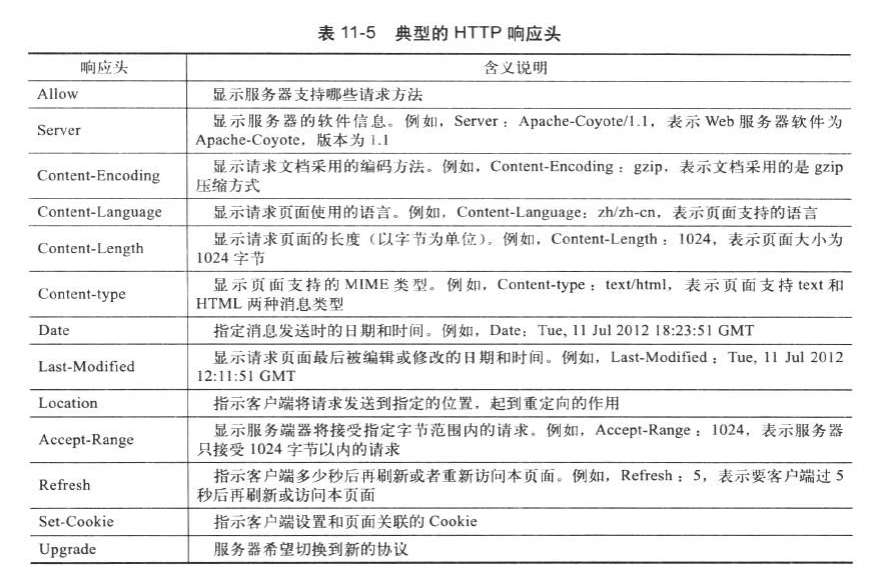 表 11-5 典型的 HTTP 响应头
响应头 含义说明
Allow 显示服务器支持哪些请求方法
Server 显示服务器的软件信息。例如，Server：Apache-Coyote/1.1，表示 Web 服务器软件为
Apache-Coyote，版本为 1.1
Content-Encoding 显示请求文档采用的编码方法。例如，Content-Encoding：gzip，表示文档采用的是 gzip
压缩方式
Content-Language 显示请求页面使用的语言。例如，Content-Language：zh/zh-cn，表示页面支持的语言
Content-Length 显示请求页面的长度（以字节为单位）。例如，Content-Length：1024，表示页面大小为
1024 字节
Content-type 显示页面支持的 MIME 类型。例如，Content-type：text/html，表示页面支持 text 和
HTML 两种消息类型
Date 指定消息发送时的日期和时间。例如，Date：Tue, 11 Jul 2012 18:23:51 GMT
Last-Modified 显示请求页面最后被编辑或修改的日期和时间。例如，Last-Modified：Tue, 11 Jul 2012
12:11:51 GMT
Location 指示客户端将请求发送到指定的位置，起到重定向的作用
Accept-Range 显示服务端器将接受指定字节范围内的请求。例如，Accept-Range：1024，表示服务器
只接受 1024 字节以内的请求
Refresh 指示客户端多少秒后再刷新或者重新访问本页面。例如，Refresh：5，表示要客户端过 5
秒后再刷新或访问本页面
Set-Cookie 指示客户端设置和页面关联的 Cookie
Upgrade 服务器希望切换到新的协议